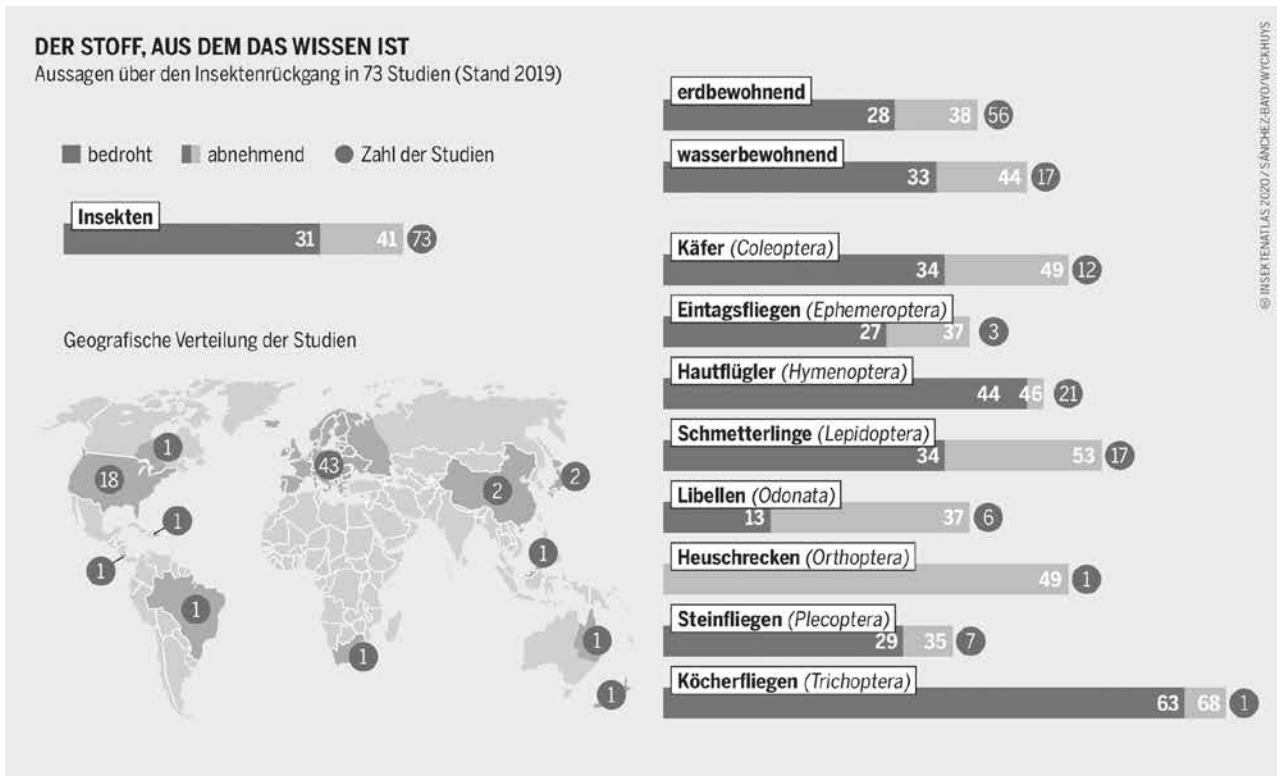 DER STOFF, AUS DEM DAS WISSEN IST
Aussagen über den Insektenrückgang in 73 Studien (Stand 2019)
bedroht abnehmend Zahl der Studien
Insekten
31 41 73
Geografische Verteilung der Studien
1
18
43
2
2
1
1
1
1
1
1
1
erdbewohnend
28 38 56
wasserbewohnend
33 44 17
Käfer (Coleoptera)
34 49 12
Eintagsfliegen (Ephemeroptera)
27 37 3
Hautflügler (Hymenoptera)
44 46 21
Schmetterlinge (Lepidoptera)
34 53 17
Libellen (Odonata)
13 37 6
Heuschrecken (Orthoptera)
49 1
Steinfliegen (Plecoptera)
29 35 7
Köcherfliegen (Trichoptera)
63 68 1
© INSEKTENATLAS 2020 / SÁNCHEZ-BAYO/WYCKHUYS